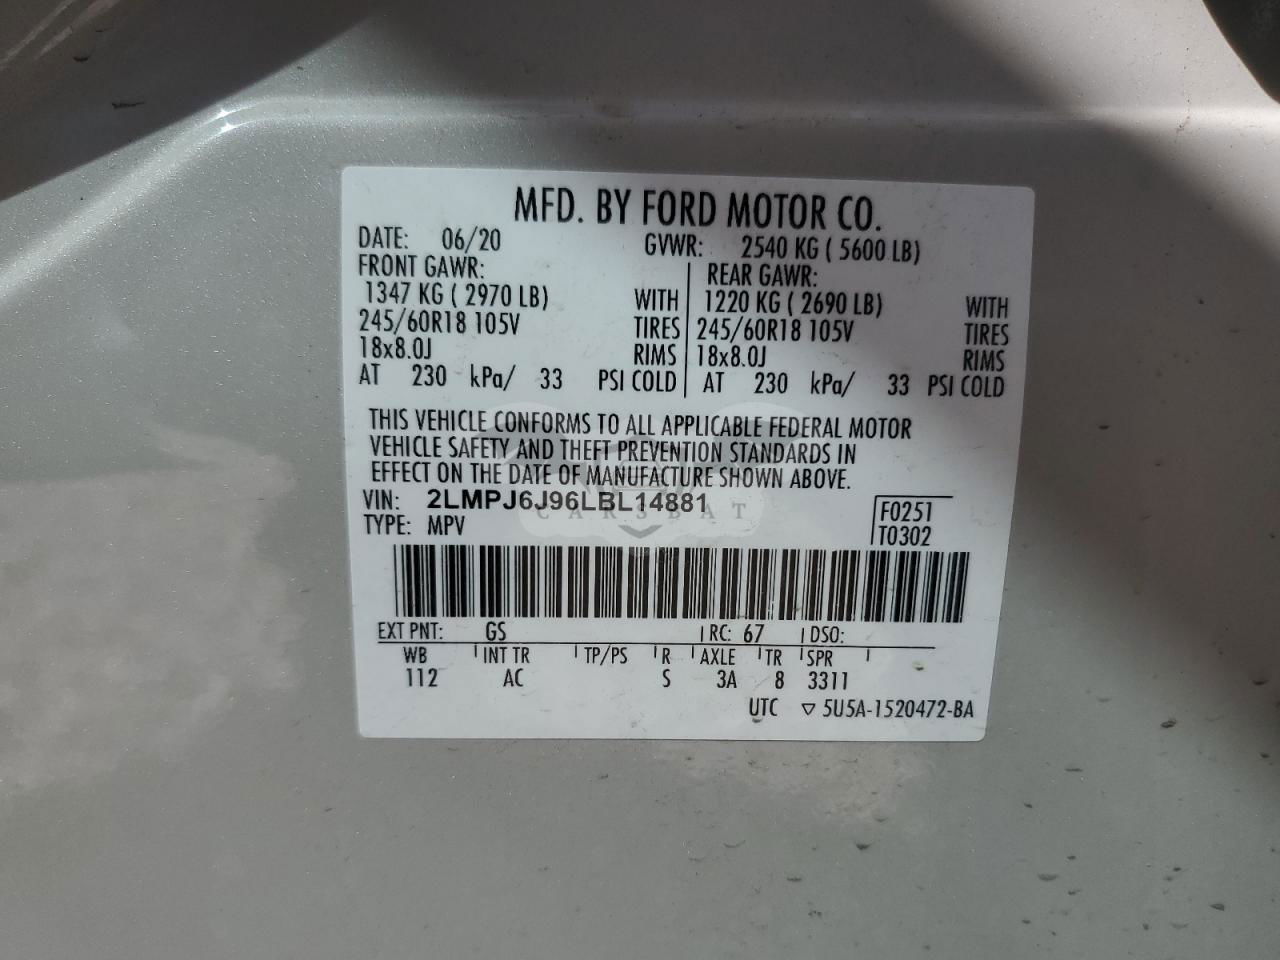 MFD. BY FORD MOTOR CO.
DATE: 06/20 GVWR: 2540 KG ( 5600 LB)
FRONT GAWR: REAR GAWR:
1347 KG ( 2970 LB) WITH 1220 KG ( 2690 LB) WITH
245/60R18 105V TIRES 245/60R18 105V TIRES
18x8.0J RIMS 18x8.0J RIMS
AT 230 kPa/ 33 PSI COLD AT 230 kPa/ 33 PSI COLD
THIS VEHICLE CONFORMS TO ALL APPLICABLE FEDERAL MOTOR
VEHICLE SAFETY AND THEFT PREVENTION STANDARDS IN
EFFECT ON THE DATE OF MANUFACTURE SHOWN ABOVE.
VIN: 2LMPJ6J96LBL14881 F0251
CARSBAT
TYPE: MPV T0302
EXT PNT: GS RC: 67 DSO:
WB INT TR TP/PS R AXLE TR SPR
112 AC S 3A 8 3311
UTC ▽ 5U5A-1520472-BA